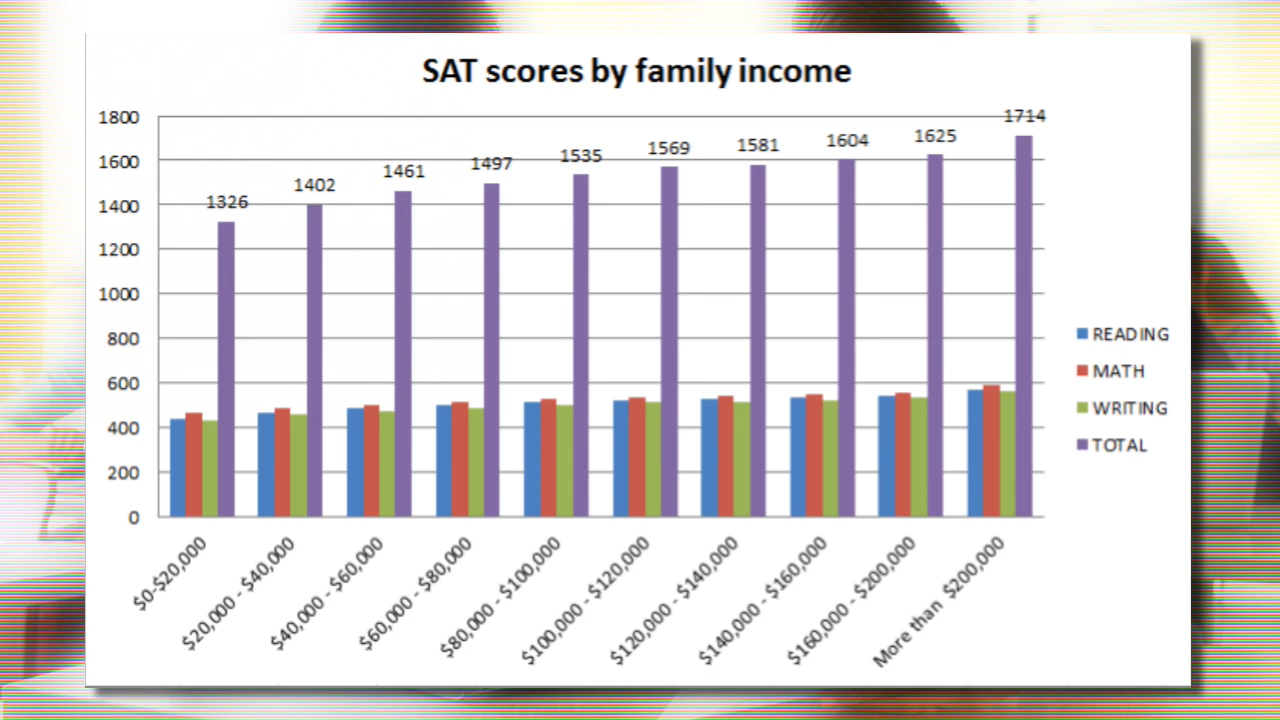 SAT scores by family income
1800
1600
1400
1200
1000
800
600
400
200
0
1326
1402
1461
1497
1535
1569
1581
1604
1625
1714
$0-$20,000
$20,000 - $40,000
$40,000 - $60,000
$60,000 - $80,000
$80,000 - $100,000
$100,000 - $120,000
$120,000 - $140,000
$140,000 - $160,000
$160,000 - $200,000
More than $200,000
READING
MATH
WRITING
TOTAL